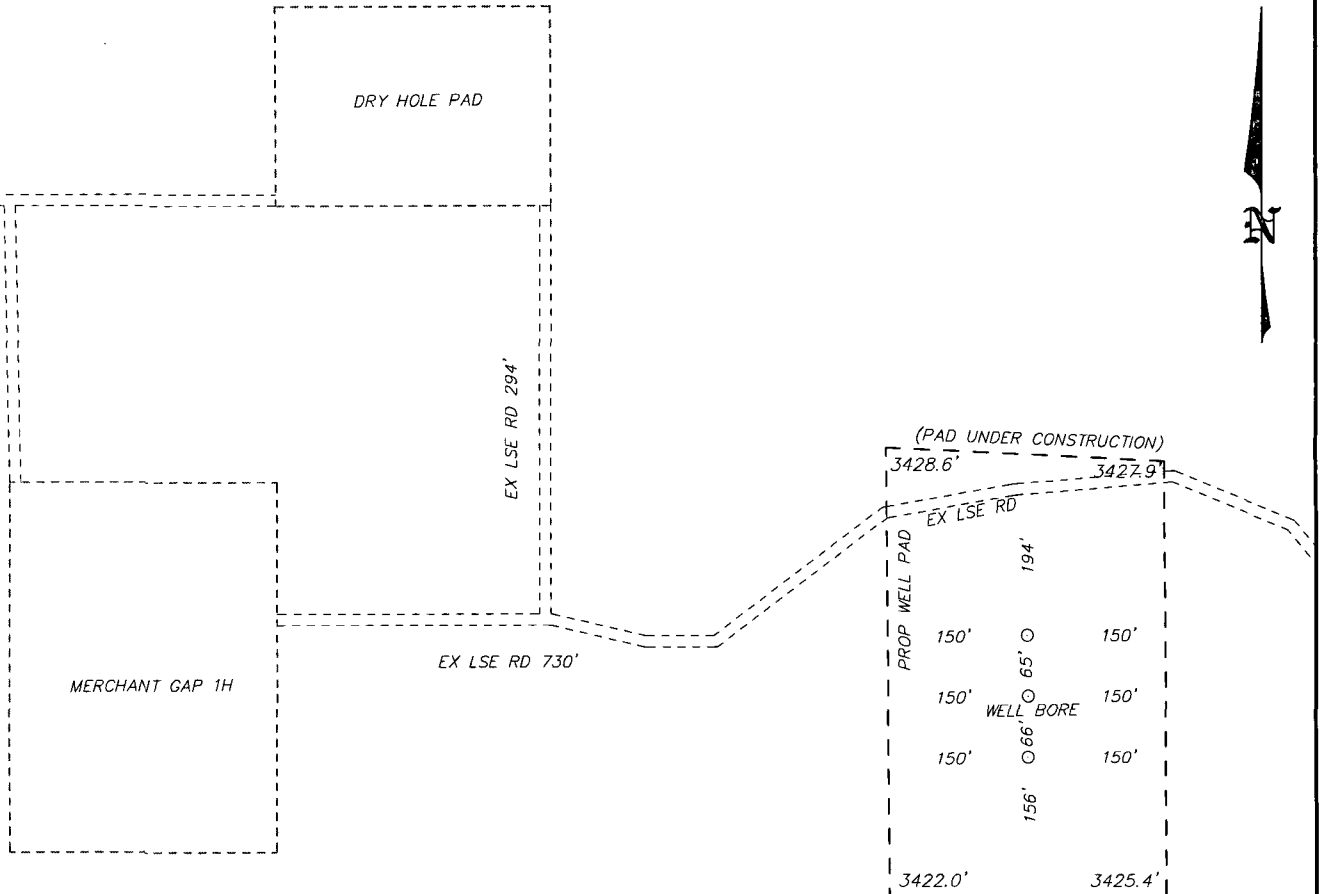 DRY HOLE PAD
N
EX LSE RD 294'
(PAD UNDER CONSTRUCTION)
3428.6' 3427.9'
EX LSE RD
PROP WELL PAD
194'
150' 150'
65'
EX LSE RD 730'
MERCHANT GAP 1H
150' 150'
WELL BORE
66'
150' 150'
156'
3422.0' 3425.4'